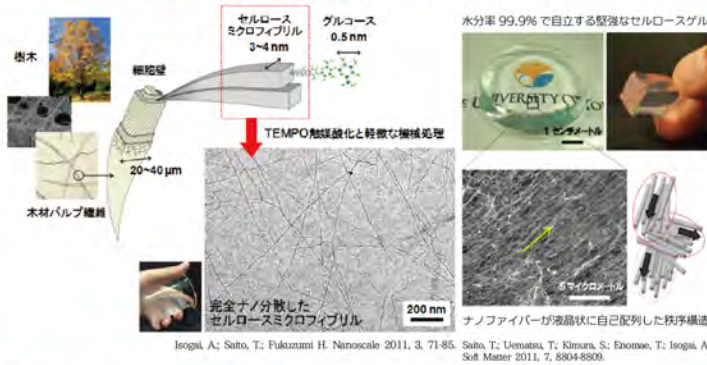 樹木
細胞壁
セルロース
ミクロフィブリル
3~4 nm
グルコース
0.5 nm
20~40 μm
木材パルプ繊維
TEMPO触媒酸化と軽微な機械処理
完全ナノ分散した
セルロースミクロフィブリル
200 nm
Isogai, A.; Saito, T.; Fukuzumi H. Nanoscale 2011, 3, 71-85.
水分率 99.9% で自立する堅強なセルロースゲル
UNIVERSITY OF
1 センチメートル
5 マイクロメートル
ナノファイバーが液晶状に自己配列した秩序構造
Saito, T.; Uematsu, T.; Kimura, S.; Enomae, T.; Isogai, A.
Soft Matter 2011, 7, 8804-8809.